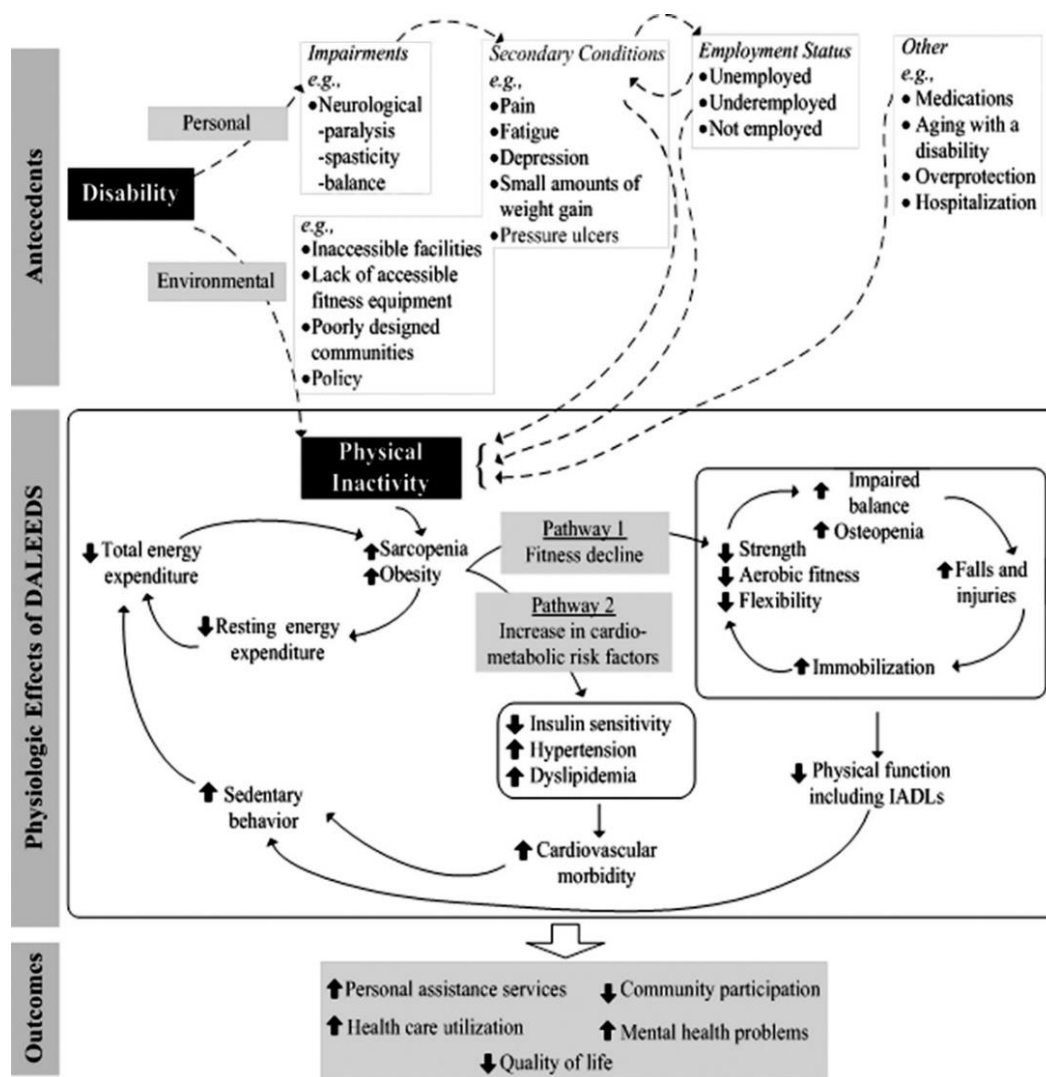 Antecedents
Disability
Personal
Environmental
Impairments
e.g.,
●Neurological
-paralysis
-spasticity
-balance
e.g.,
●Inaccessible facilities
●Lack of accessible
fitness equipment
●Poorly designed
communities
●Policy
Secondary Conditions
e.g.,
●Pain
●Fatigue
●Depression
●Small amounts of
weight gain
●Pressure ulcers
Employment Status
●Unemployed
●Underemployed
●Not employed
Other
e.g.,
● Medications
● Aging with a
disability
● Overprotection
● Hospitalization
Physiologic Effects of DALEEDS
Physical
Inactivity
{
⬇ Total energy
expenditure
⬆ Sarcopenia
⬆ Obesity
⬇ Resting energy
expenditure
Pathway 1
Fitness decline
Pathway 2
Increase in cardio-
metabolic risk factors
⬆ Impaired
balance
⬆ Osteopenia
⬇ Strength
⬇ Aerobic fitness
⬇ Flexibility
⬆ Falls and
injuries
⬆ Immobilization
⬇ Insulin sensitivity
⬆ Hypertension
⬆ Dyslipidemia
⬇ Physical function
including IADLs
⬆ Sedentary
behavior
⬆ Cardiovascular
morbidity
Outcomes
⬆ Personal assistance services
⬇ Community participation
⬆ Health care utilization
⬆ Mental health problems
⬇ Quality of life